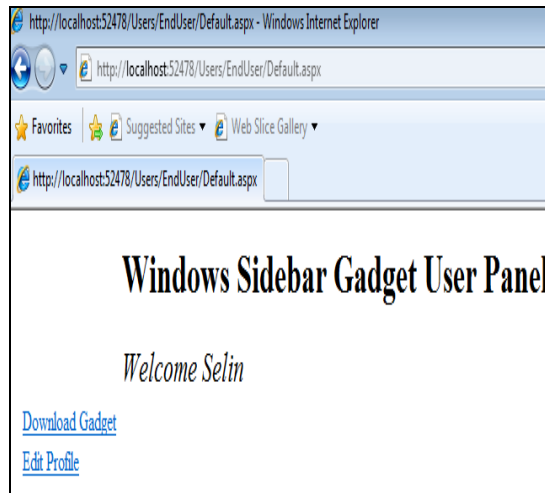 http://localhost:52478/Users/EndUser/Default.aspx - Windows Internet Explorer
http://localhost:52478/Users/EndUser/Default.aspx
Favorites Suggested Sites Web Slice Gallery
http://localhost:52478/Users/EndUser/Default.aspx
Windows Sidebar Gadget User Panel
Welcome Selin
Download Gadget
Edit Profile